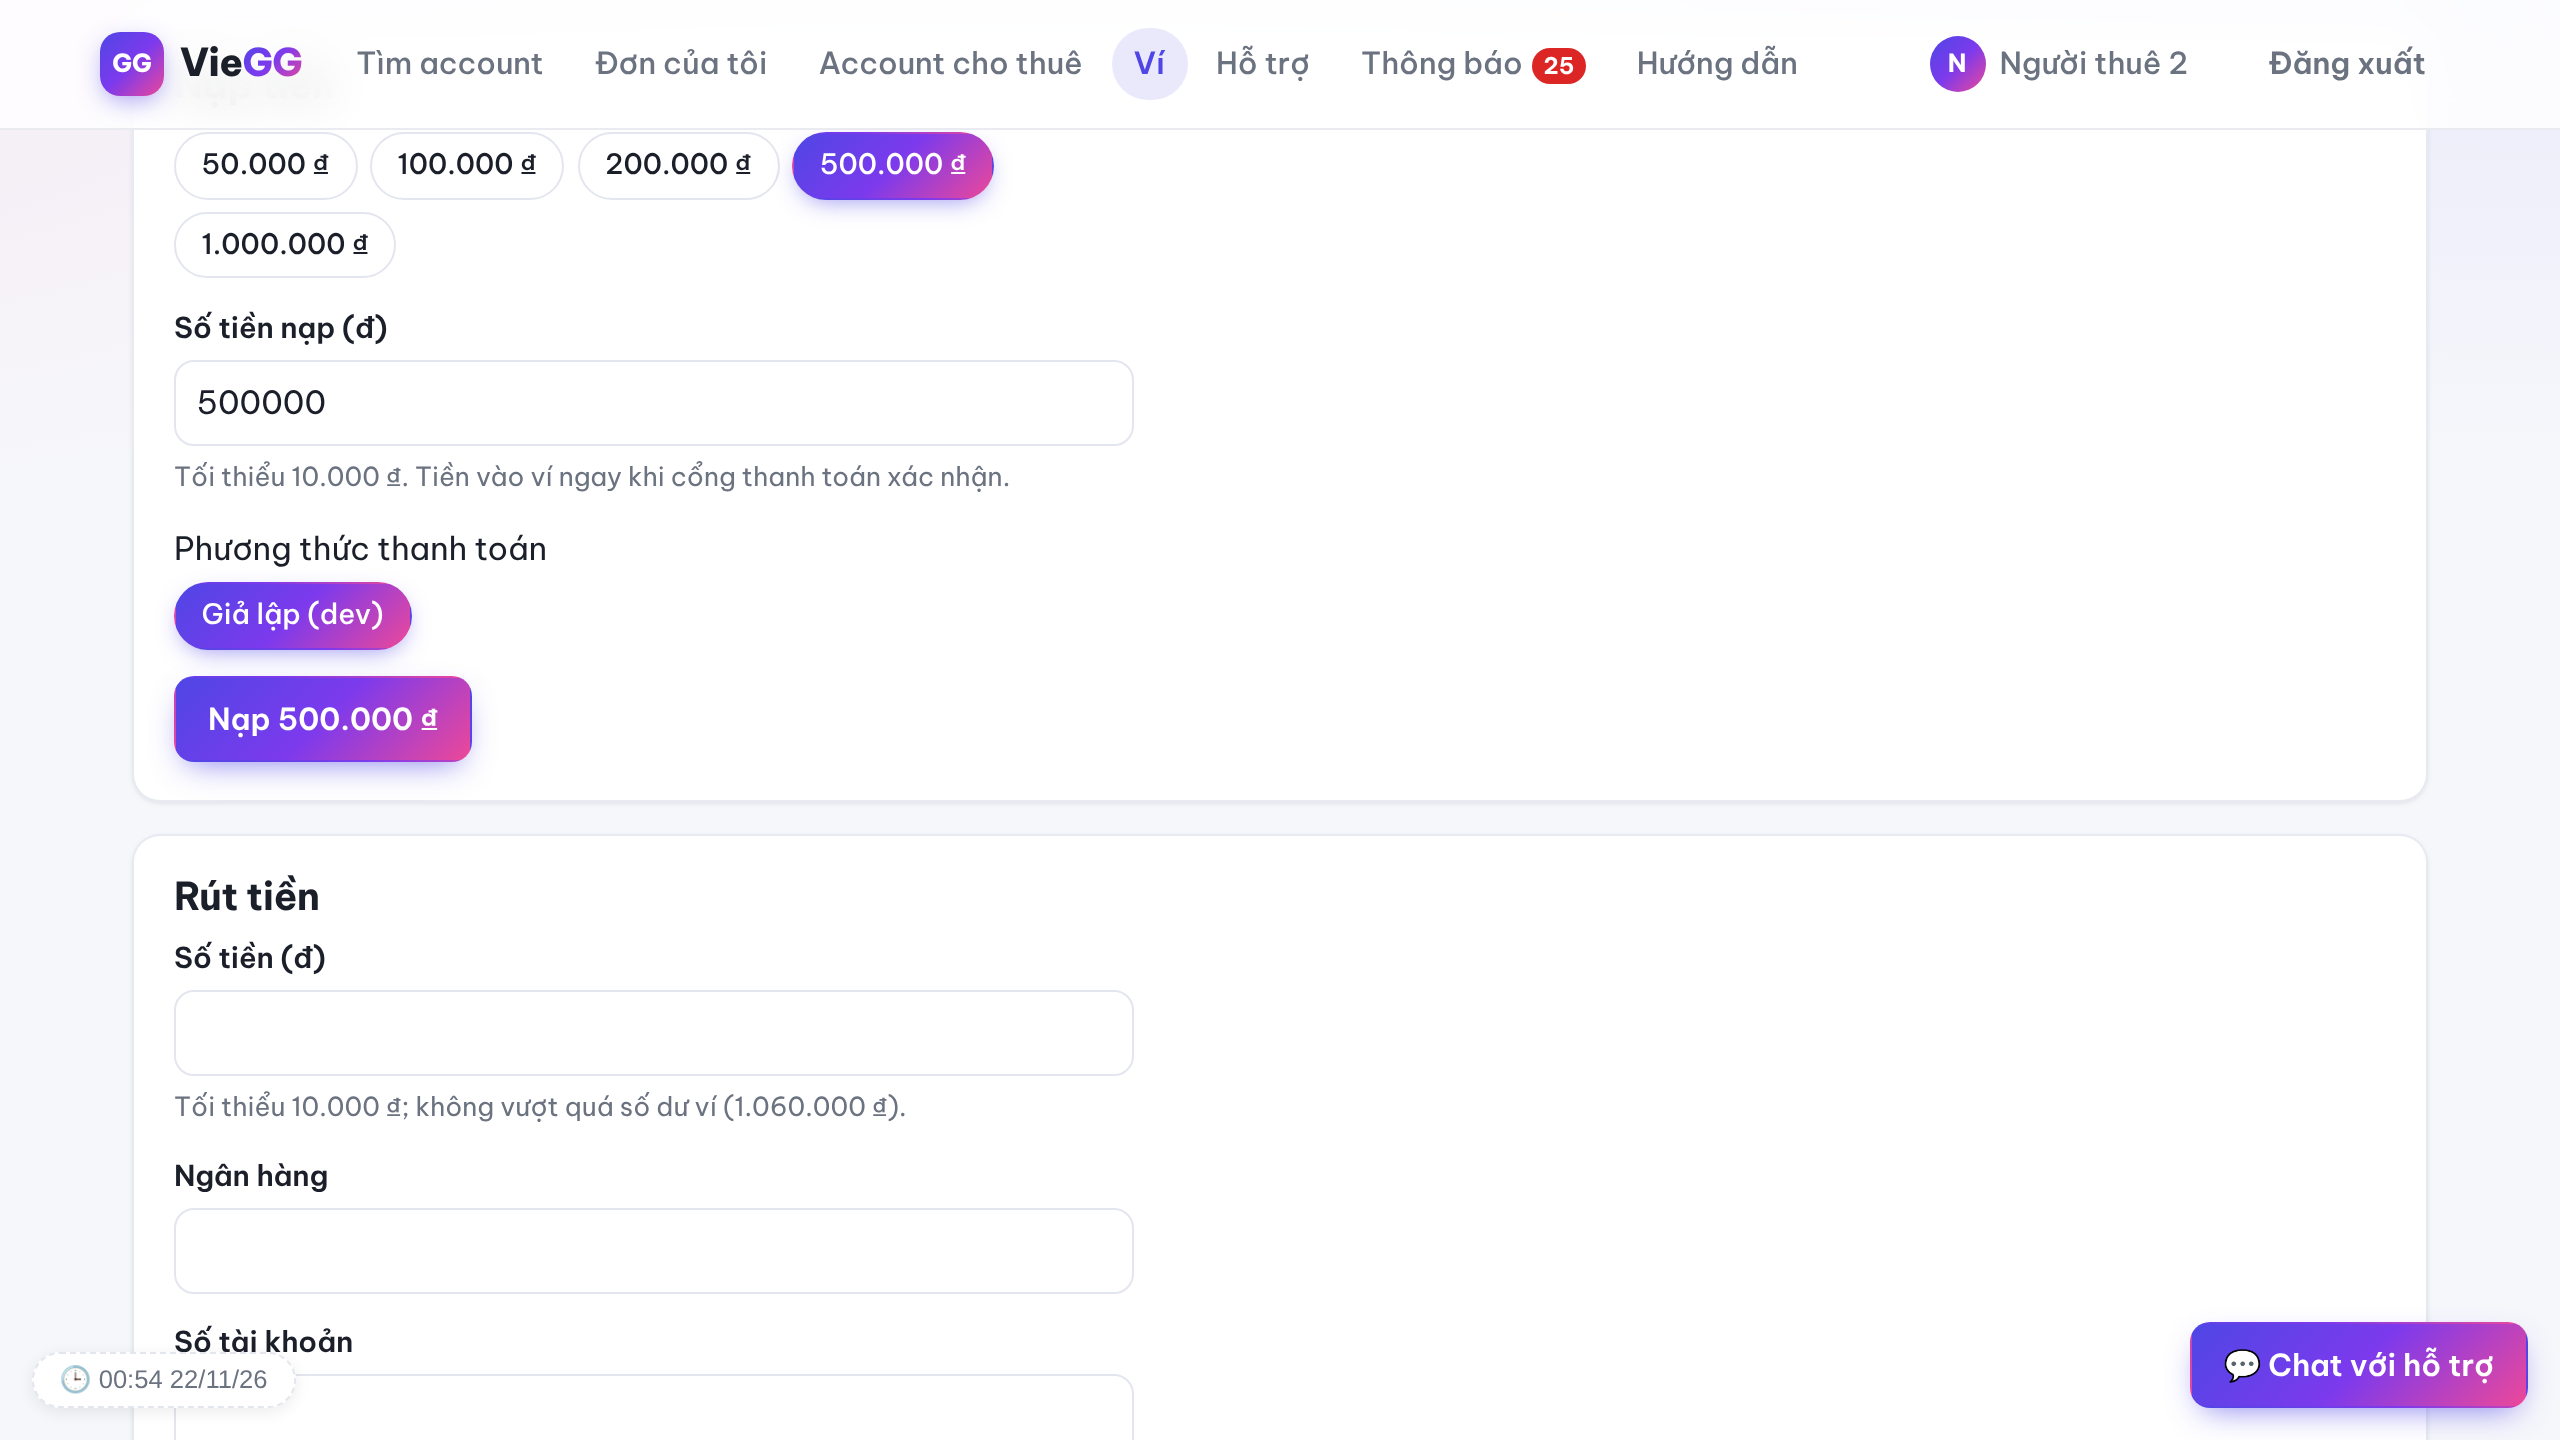 GG VieGG Tìm account Đơn của tôi Account cho thuê Ví Hỗ trợ Thông báo 25 Hướng dẫn N Người thuê 2 Đăng xuất
50.000 ₫ 100.000 ₫ 200.000 ₫ 500.000 ₫
1.000.000 ₫
Số tiền nạp (đ)
500000
Tối thiểu 10.000 ₫. Tiền vào ví ngay khi cổng thanh toán xác nhận.
Phương thức thanh toán
Giả lập (dev)
Nạp 500.000 ₫
Rút tiền
Số tiền (đ)
Tối thiểu 10.000 ₫; không vượt quá số dư ví (1.060.000 ₫).
Ngân hàng
Số tài khoản
🕒 00:54 22/11/26
💬 Chat với hỗ trợ